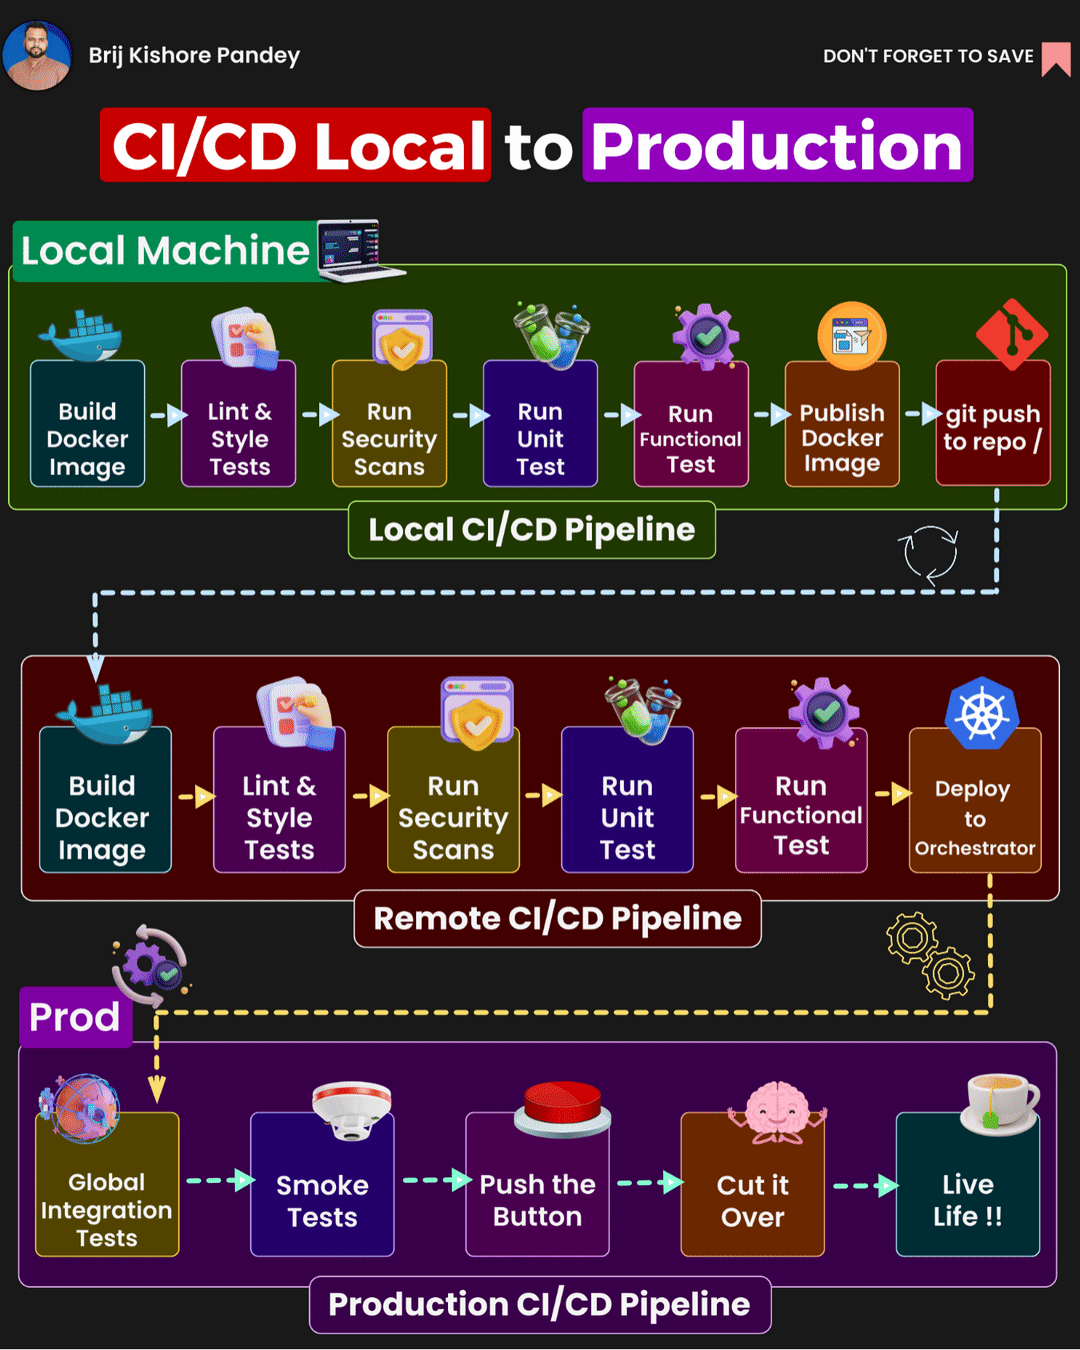 Brij Kishore Pandey
DON'T FORGET TO SAVE
CI/CD Local to Production
Local Machine
Build
Docker
Image
Lint &
Style
Tests
Run
Security
Scans
Run
Unit
Test
Run
Functional
Test
Publish
Docker
Image
git push
to repo /
Local CI/CD Pipeline
Build
Docker
Image
Lint &
Style
Tests
Run
Security
Scans
Run
Unit
Test
Run
Functional
Test
Deploy
to
Orchestrator
Remote CI/CD Pipeline
Prod
Global
Integration
Tests
Smoke
Tests
Push the
Button
Cut it
Over
Live
Life !!
Production CI/CD Pipeline